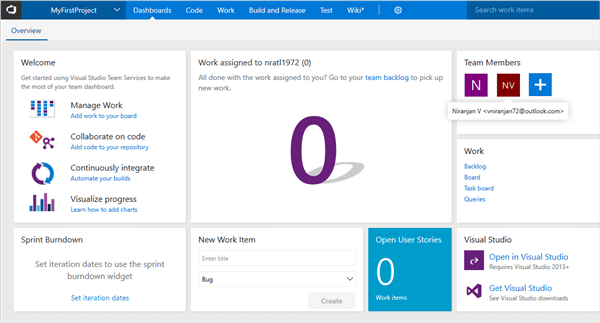 MyFirstProject
Dashboards Code Work Build and Release Test Wiki*
Search work items
Overview
Welcome
Get started using Visual Studio Team Services to make
the most of your team dashboard.
Manage Work
Add work to your board
Collaborate on code
Add code to your repository
Continuously integrate
Automate your builds
Visualize progress
Learn how to add charts
Work assigned to nratl1972 (0)
All done with the work assigned to you? Go to your team backlog to pick up
new work.
0
Team Members
N NV +
Niranjan V <vniranjan72@outlook.com>
Work
Backlog
Board
Task board
Queries
Sprint Burndown
Set iteration dates to use the sprint
burndown widget
Set iteration dates
New Work Item
Enter title
Bug
Create
Open User Stories
0
Work items
Visual Studio
Open in Visual Studio
Requires Visual Studio 2013+
Get Visual Studio
See Visual Studio downloads